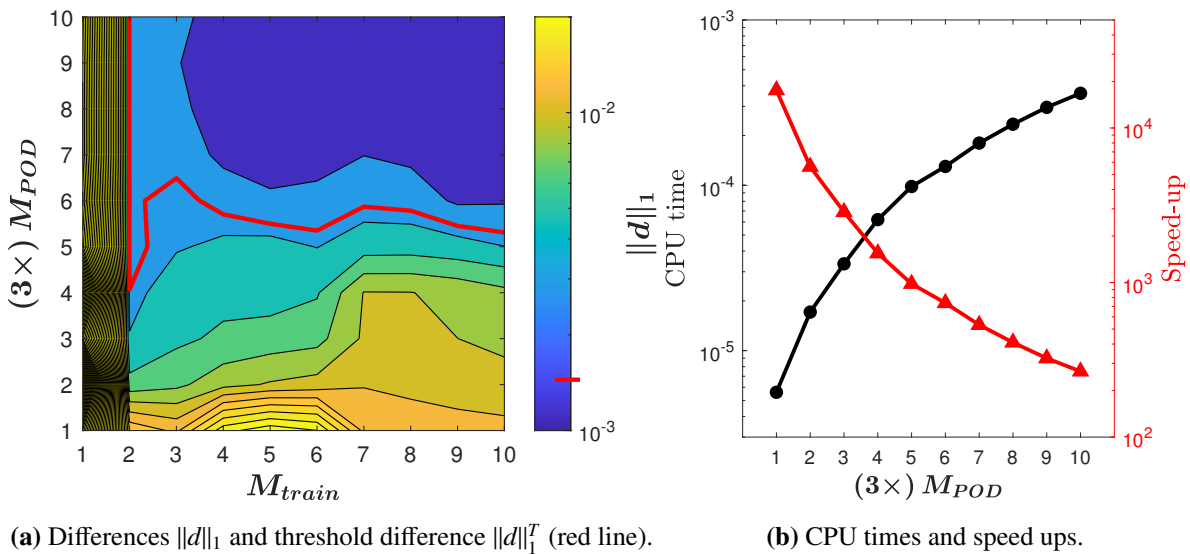 10
9
8
7
6
5
4
3
2
1
(3×) M_POD
1 2 3 4 5 6 7 8 9 10
M_train
10^-2
10^-3
||d||_1
10^-3
10^-4
10^-5
CPU time
10^4
10^3
10^2
Speed-up
1 2 3 4 5 6 7 8 9 10
(3×) M_POD
(a) Differences ||d||_1 and threshold difference ||d||_1^T (red line).
(b) CPU times and speed ups.